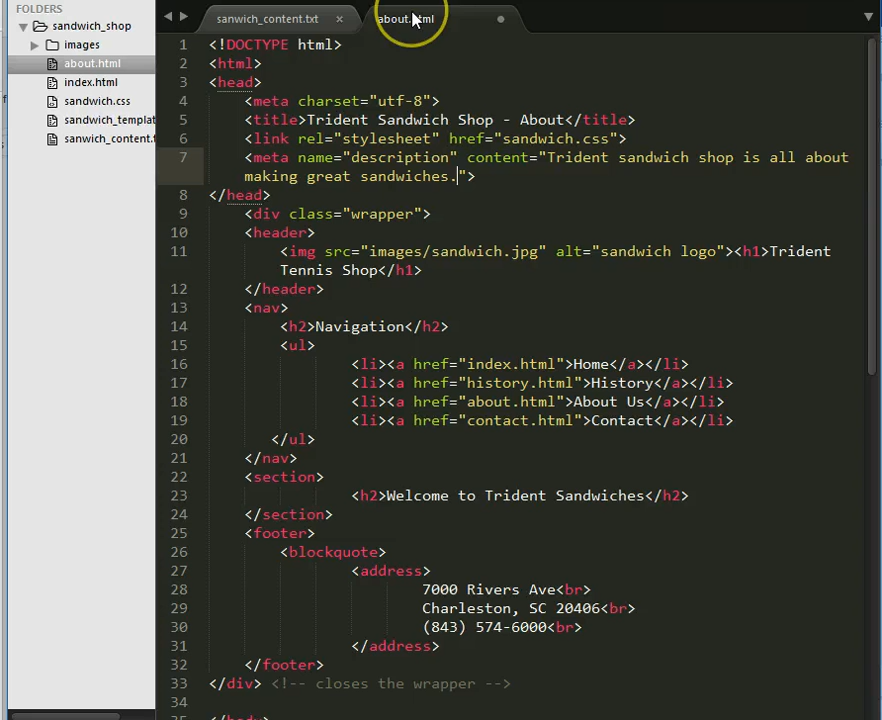 FOLDERS
sandwich_shop
images
about.html
index.html
sandwich.css
sandwich_templat
sanwich_content.t
sanwich_content.txt ×
about.html
1 <!DOCTYPE html>
2 <html>
3 <head>
4 <meta charset="utf-8">
5 <title>Trident Sandwich Shop - About</title>
6 <link rel="stylesheet" href="sandwich.css">
7 <meta name="description" content="Trident sandwich shop is all about
making great sandwiches.">
8 </head>
9 <div class="wrapper">
10 <header>
11 <img src="images/sandwich.jpg" alt="sandwich logo"><h1>Trident
Tennis Shop</h1>
12 </header>
13 <nav>
14 <h2>Navigation</h2>
15 <ul>
16 <li><a href="index.html">Home</a></li>
17 <li><a href="history.html">History</a></li>
18 <li><a href="about.html">About Us</a></li>
19 <li><a href="contact.html">Contact</a></li>
20 </ul>
21 </nav>
22 <section>
23 <h2>Welcome to Trident Sandwiches</h2>
24 </section>
25 <footer>
26 <blockquote>
27 <address>
28 7000 Rivers Ave<br>
29 Charleston, SC 20406<br>
30 (843) 574-6000<br>
31 </address>
32 </footer>
33 </div> <!-- closes the wrapper -->
34
35 </body>